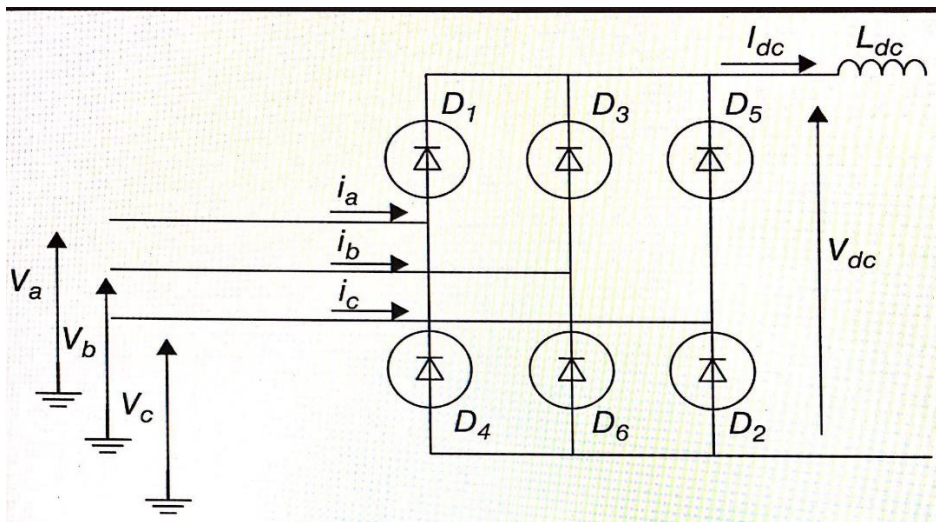 I_dc L_dc
D_1 D_3 D_5
i_a
i_b
V_a
V_dc
i_c
V_b
V_c
D_4 D_6 D_2